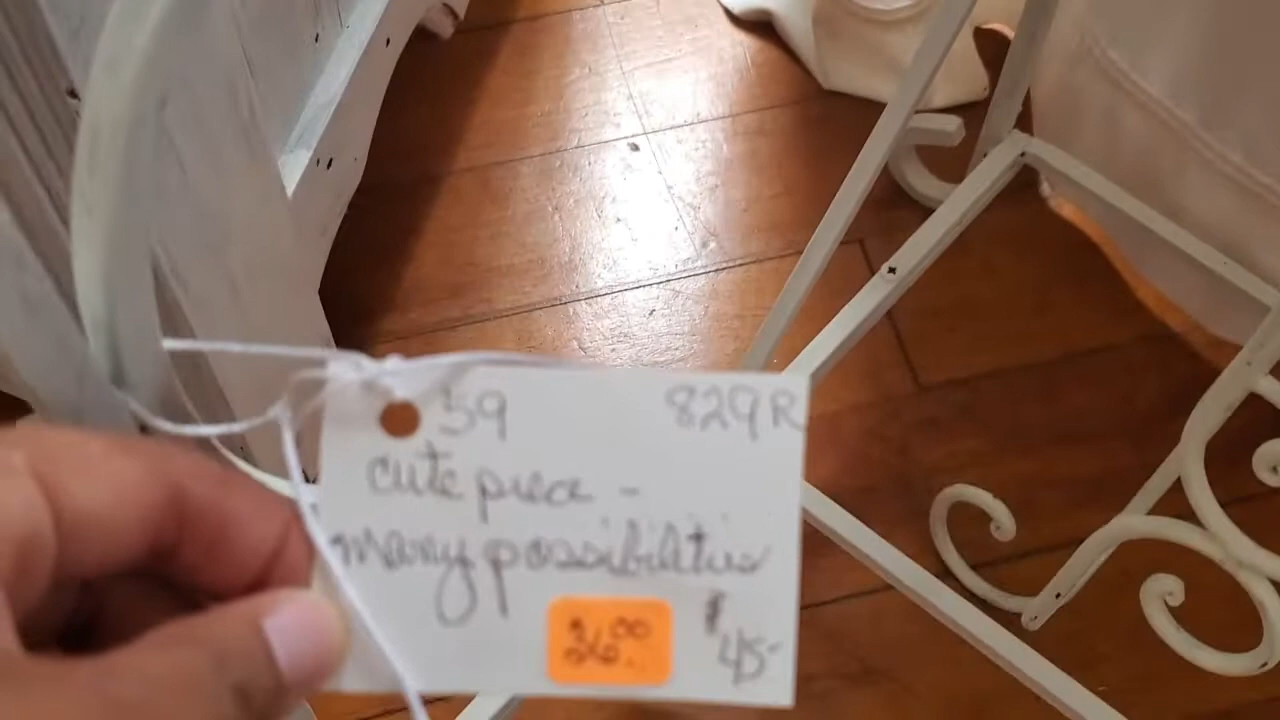 59 829R
cute piece -
many possibilities
$45-
36.00